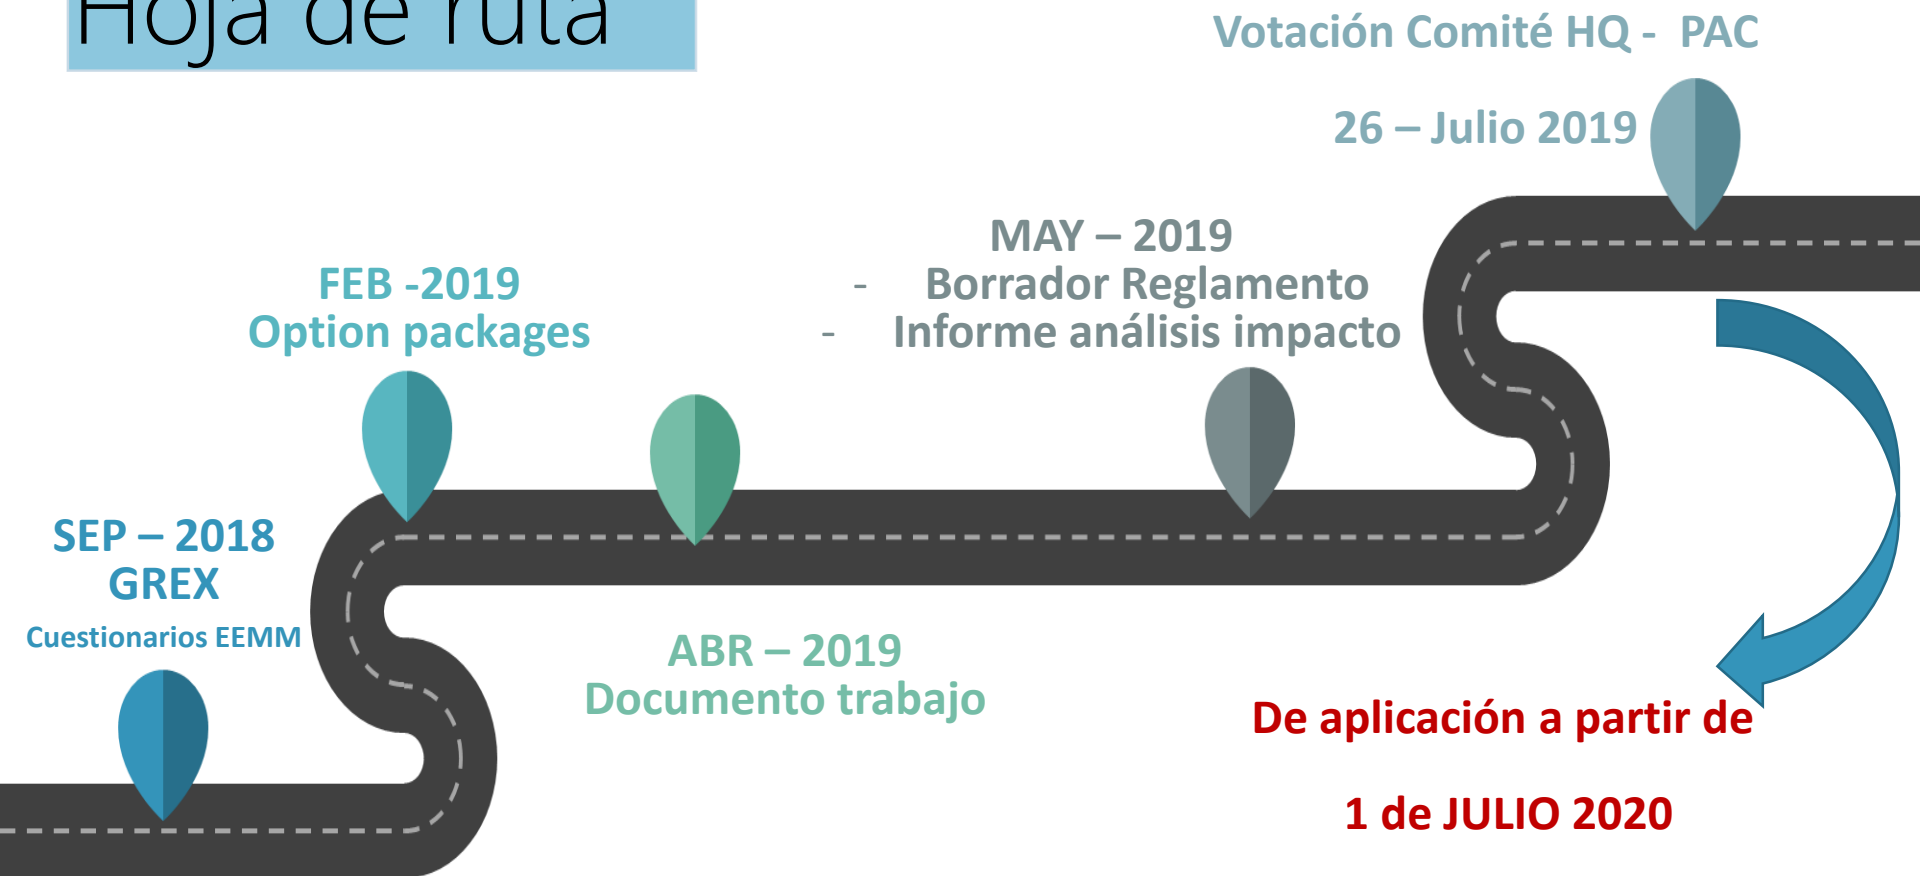 Hoja de ruta
Votación Comité HQ - PAC
26 – Julio 2019
MAY – 2019
- Borrador Reglamento
- Informe análisis impacto
FEB -2019
Option packages
SEP – 2018
GREX
Cuestionarios EEMM
ABR – 2019
Documento trabajo
De aplicación a partir de
1 de JULIO 2020